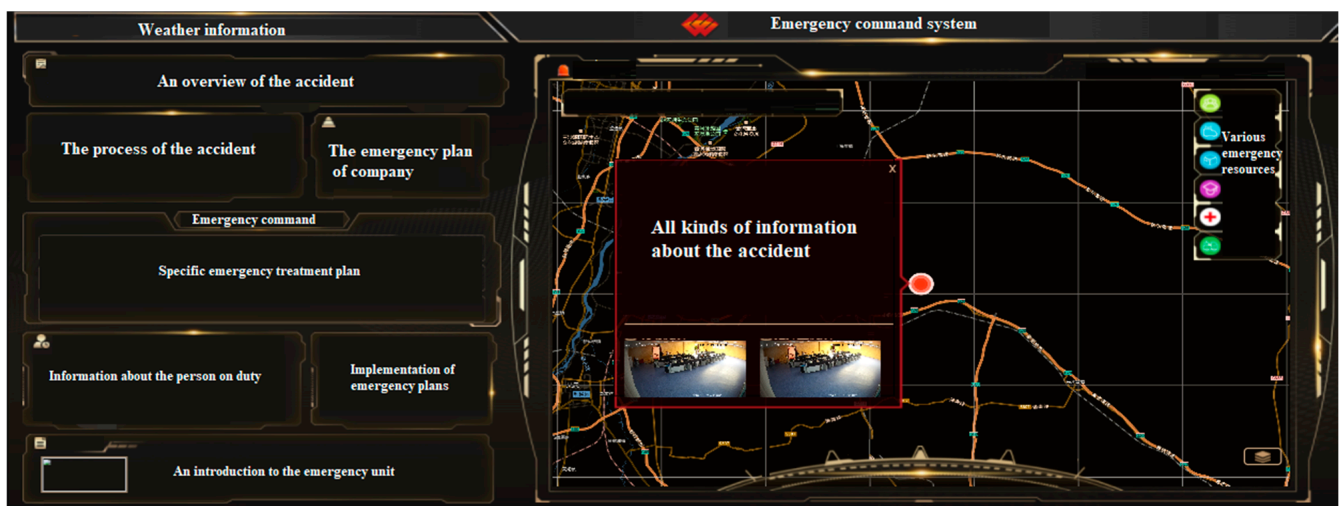 Weather information
Emergency command system
An overview of the accident
The process of the accident
The emergency plan
of company
Emergency command
Specific emergency treatment plan
Information about the person on duty
Implementation of
emergency plans
An introduction to the emergency unit
X
All kinds of information
about the accident
Various
emergency
resources